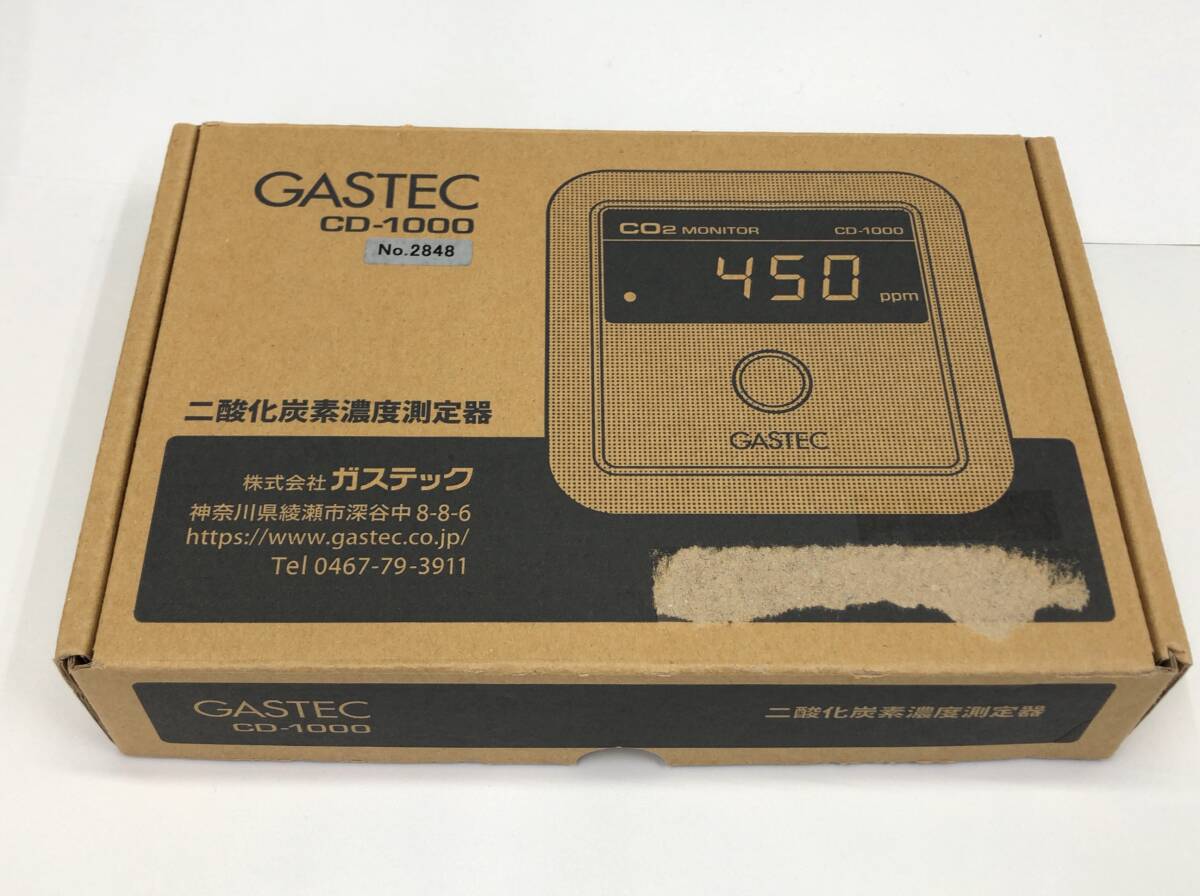 GASTEC
CD-1000
No.2848
CO2 MONITOR CD-1000
450 ppm
GASTEC
二酸化炭素濃度測定器
株式会社 ガステック
神奈川県綾瀬市深谷中8-8-6
https://www.gastec.co.jp/
Tel 0467-79-3911
GASTEC
CD-1000
二酸化炭素濃度測定器